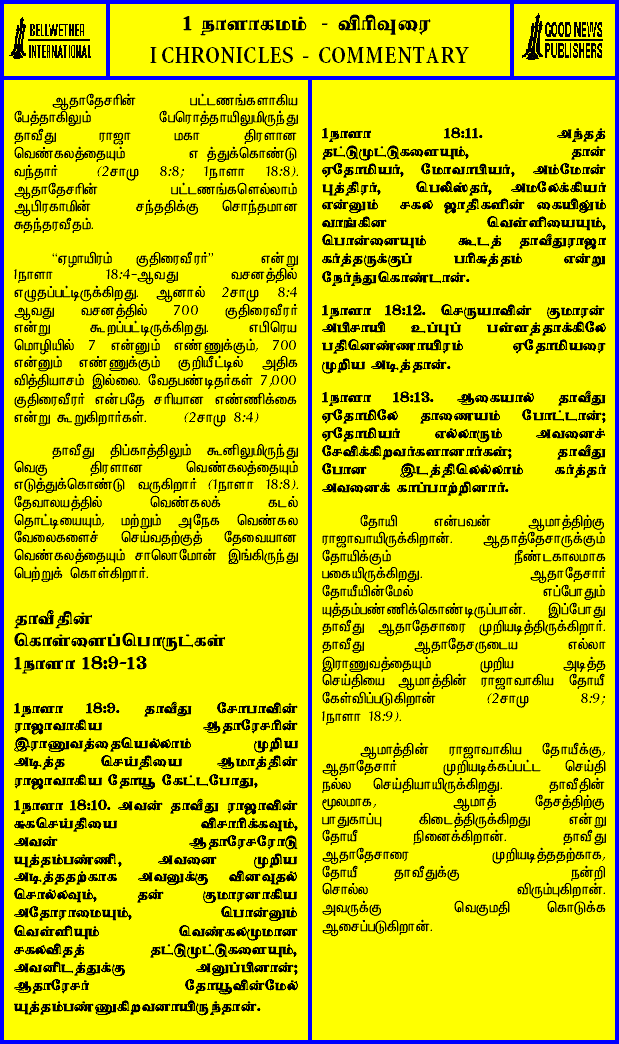 BELLWETHER
INTERNATIONAL
1 நாளாகமம் - விரிவுரை
I CHRONICLES - COMMENTARY
GOOD NEWS
PUBLISHERS
ஆதாதேசரின் பட்டணங்களாகிய
பேத்தாகிலும் பேரொத்தாயிலுமிருந்து
தாவீது ராஜா மகா திரளான
வெண்கலத்தையும் எ த்துக்கொண்டு
வந்தார் (2சாமு 8:8; 1நாளா 18:8).
ஆதாதேசரின் பட்டணங்களெல்லாம்
ஆபிரகாமின் சந்ததிக்கு சொந்தமான
சுதந்தரவீதம்.
“ஏழாயிரம் குதிரைவீரர்” என்று
1நாளா 18:4-ஆவது வசனத்தில்
எழுதப்பட்டிருக்கிறது. ஆனால் 2சாமு 8:4
ஆவது வசனத்தில் 700 குதிரைவீரர்
என்று கூறப்பட்டிருக்கிறது. எபிரெய
மொழியில் 7 என்னும் எண்ணுக்கும், 700
என்னும் எண்ணுக்கும் குறியீட்டில் அதிக
வித்தியாசம் இல்லை. வேதபண்டிதர்கள் 7,000
குதிரைவீரர் என்பதே சரியான எண்ணிக்கை
என்று கூறுகிறார்கள். (2சாமு 8:4)
தாவீது திப்காத்திலும் கூனிலுமிருந்து
வெகு திரளான வெண்கலத்தையும்
எடுத்துக்கொண்டு வருகிறார் (1நாளா 18:8).
தேவாலயத்தில் வெண்கலக் கடல்
தொட்டியையும், மற்றும் அநேக வெண்கல
வேலைகளைச் செய்வதற்குத் தேவையான
வெண்கலத்தையும் சாலொமோன் இங்கிருந்து
பெற்றுக் கொள்கிறார்.
தாவீதின்
கொள்ளைப்பொருட்கள்
1நாளா 18:9-13
1நாளா 18:9. தாவீது சோபாவின்
ராஜாவாகிய ஆதாரேசரின்
இராணுவத்தையெல்லாம் முறிய
அடித்த செய்தியை ஆமாத்தின்
ராஜாவாகிய தோயூ கேட்டபோது,
1நாளா 18:10. அவன் தாவீது ராஜாவின்
சுகசெய்தியை விசாரிக்கவும்,
அவன் ஆதாரேசரோடு
யுத்தம்பண்ணி, அவனை முறிய
அடித்ததற்காக அவனுக்கு வினவுதல்
சொல்லவும், தன் குமாரனாகிய
அதோராமையும், பொன்னும்
வெள்ளியும் வெண்கலமுமான
சகலவிதத் தட்டுமுட்டுகளையும்,
அவனிடத்துக்கு அனுப்பினான்;
ஆதாரேசர் தோயூவின்மேல்
யுத்தம்பண்ணுகிறவனாயிருந்தான்.
1நாளா 18:11. அந்தத்
தட்டுமுட்டுகளையும், தான்
ஏதோமியர், மோவாபியர், அம்மோன்
புத்திரர், பெலிஸ்தர், அமலேக்கியர்
என்னும் சகல ஜாதிகளின் கையிலும்
வாங்கின வெள்ளியையும்,
பொன்னையும் கூடத் தாவீதுராஜா
கர்த்தருக்குப் பரிசுத்தம் என்று
நேர்ந்துகொண்டான்.
1நாளா 18:12. செருயாவின் குமாரன்
அபிசாயி உப்புப் பள்ளத்தாக்கிலே
பதினெண்ணாயிரம் ஏதோமியரை
முறிய அடித்தான்.
1நாளா 18:13. ஆகையால் தாவீது
ஏதோமிலே தாணையம் போட்டான்;
ஏதோமியர் எல்லாரும் அவனைச்
சேவிக்கிறவர்களானார்கள்; தாவீது
போன இடத்திலெல்லாம் கர்த்தர்
அவனைக் காப்பாற்றினார்.
தோயி என்பவன் ஆமாத்திற்கு
ராஜாவாயிருக்கிறான். ஆதாத்தேசாருக்கும்
தோயிக்கும் நீண்டகாலமாக
பகையிருக்கிறது. ஆதாதேசார்
தோயீயின்மேல் எப்போதும்
யுத்தம்பண்ணிக்கொண்டிருப்பான். இப்போது
தாவீது ஆதாதேசாரை முறியடித்திருக்கிறார்.
தாவீது ஆதாதேசருடைய எல்லா
இராணுவத்தையும் முறிய அடித்த
செய்தியை ஆமாத்தின் ராஜாவாகிய தோயீ
கேள்விப்படுகிறான் (2சாமு 8:9;
1நாளா 18:9).
ஆமாத்தின் ராஜாவாகிய தோயீக்கு,
ஆதாதேசார் முறியடிக்கப்பட்ட செய்தி
நல்ல செய்தியாயிருக்கிறது. தாவீதின்
மூலமாக, ஆமாத் தேசத்திற்கு
பாதுகாப்பு கிடைத்திருக்கிறது என்று
தோயீ நினைக்கிறான். தாவீது
ஆதாதேசாரை முறியடித்ததற்காக,
தோயீ தாவீதுக்கு நன்றி
சொல்ல விரும்புகிறான்.
அவருக்கு வெகுமதி கொடுக்க
ஆசைப்படுகிறான்.